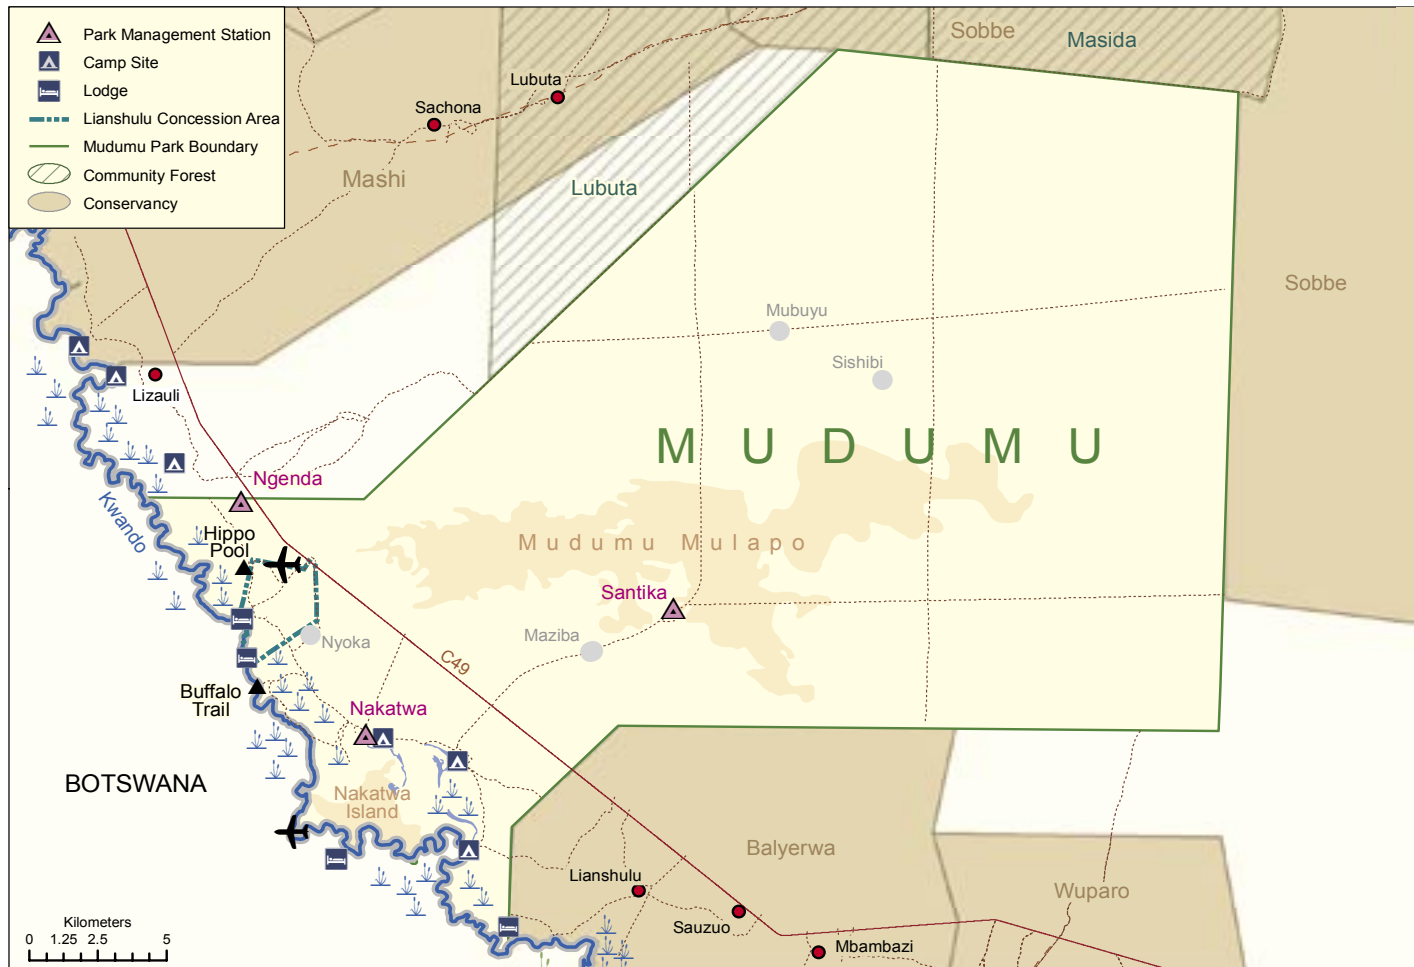 Park Management Station
Camp Site
Lodge
Lianshulu Concession Area
Mudumu Park Boundary
Community Forest
Conservancy
Sobbe
Masida
Lubuta
Sachona
Mashi
Lubuta
Sobbe
Mubuyu
Sishibi
Lizauli
MUDUMU
Ngenda
Kwando
Hippo
Pool
Mudumu Mulapo
Santika
Maziba
Nyoka
C49
Buffalo
Trail
Nakatwa
BOTSWANA
Nakatwa
Island
Balyerwa
Lianshulu
Wuparo
Sauzuo
Mbambazi
Kilometers
0 1.25 2.5 5